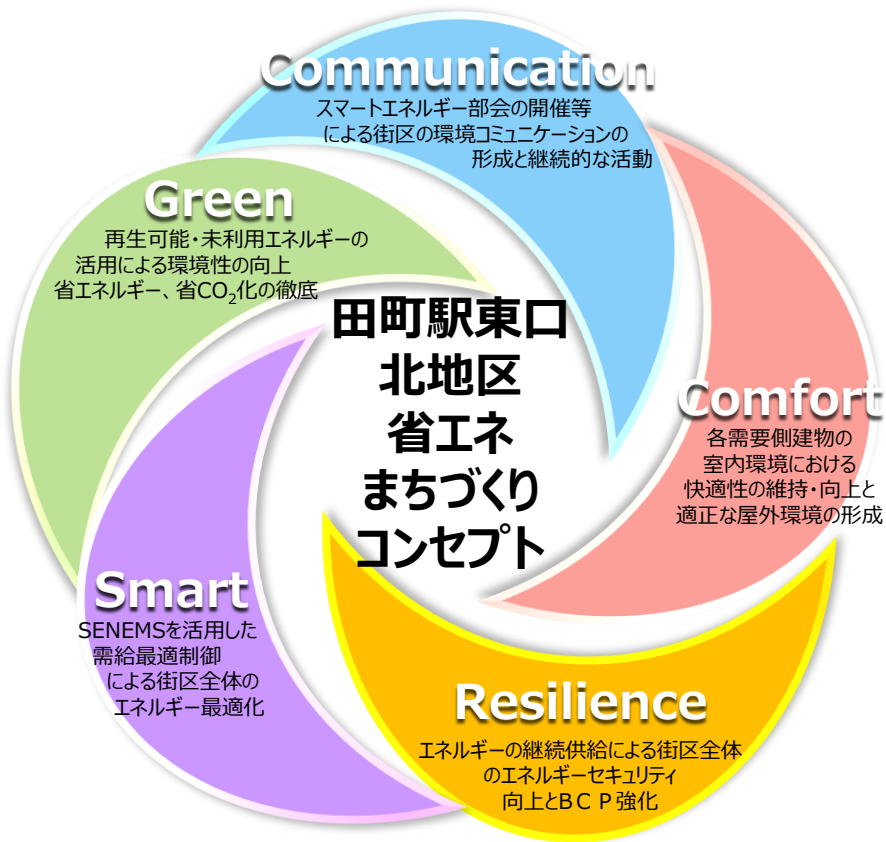 Communication
スマートエネルギー部会の開催等
による街区の環境コミュニケーションの
形成と継続的な活動
Green
再生可能・未利用エネルギーの
活用による環境性の向上
省エネルギー、省CO₂化の徹底
田町駅東口
北地区
省エネ
まちづくり
コンセプト
Comfort
各需要側建物の
室内環境における
快適性の維持・向上と
適正な屋外環境の形成
Smart
SENEMSを活用した
需給最適制御
による街区全体の
エネルギー最適化
Resilience
エネルギーの継続供給による街区全体
のエネルギーセキュリティ
向上とBCP強化